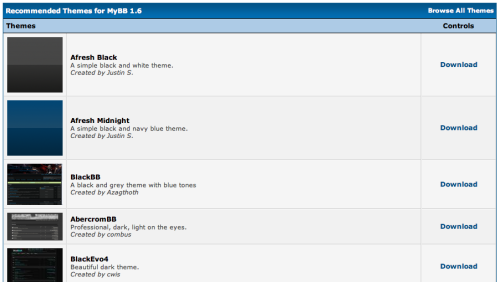 Recommended Themes for MyBB 1.6 Browse All Themes
Themes Controls
Afresh Black
A simple black and white theme.
Created by Justin S.
Download
Afresh Midnight
A simple black and navy blue theme.
Created by Justin S.
Download
BlackBB
A black and grey theme with blue tones
Created by Azagthoth
Download
AbercromBB
Professional, dark, light on the eyes.
Created by combus
Download
BlackEvo4
Beautiful dark theme.
Created by cwis
Download